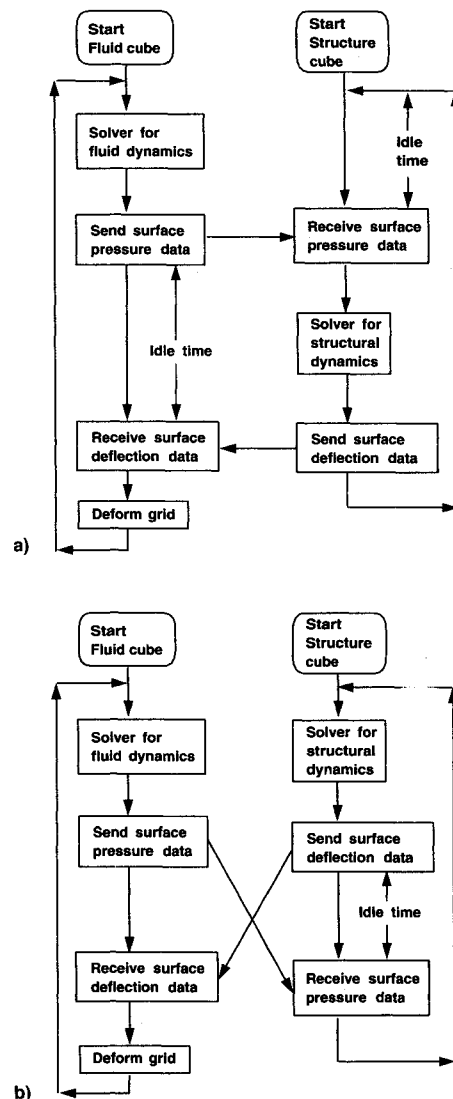 Start
Fluid cube
Start
Structure
cube
Solver for
fluid dynamics
Idle
time
Send surface
pressure data
Receive surface
pressure data
Solver for
structural
dynamics
Idle time
Receive surface
deflection data
Send surface
deflection data
Deform grid
a)
Start
Fluid cube
Start
Structure
cube
Solver for
fluid dynamics
Solver for
structural
dynamics
Send surface
pressure data
Send surface
deflection data
Idle time
Receive surface
deflection data
Receive surface
pressure data
Deform grid
b)